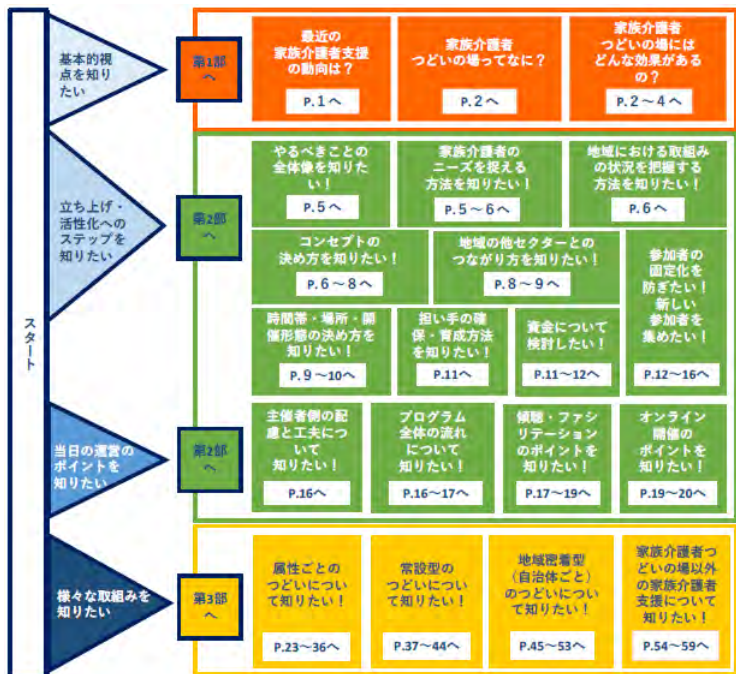 スタート
基本的視
点を知り
たい
第1部
へ
最近の
家族介護者支援
の動向は？
P.1へ
家族介護者
つどいの場ってなに？
P.2へ
家族介護者
つどいの場には
どんな効果がある
の？
P.2～4へ
立ち上げ・
活性化への
ステップを
知りたい
第2部
へ
やるべきことの
全体像を知りた
い！
P.5へ
家族介護者の
ニーズを捉える
方法を知りたい！
P.5～6へ
地域における取組み
の状況を把握する
方法を知りたい！
P.6へ
コンセプトの
決め方を知りたい！
P.6～8へ
地域の他セクターとの
つながり方を知りたい！
P.8～9へ
参加者の
固定化を
防ぎたい！
新しい
参加者を
集めたい！
P.12～16へ
時間帯・場所・開
催形態の決め方を
知りたい！
P.9～10へ
担い手の確
保・育成方法
を知りたい！
P.11へ
資金について
検討したい！
P.11～12へ
当日の運営の
ポイントを
知りたい
第2部
へ
主催者側の配
慮と工夫につ
いて
知りたい！
P.16へ
プログラム
全体の流れ
について
知りたい！
P.16～17へ
傾聴・ファシ
リテーション
のポイントを
知りたい！
P.17～19へ
オンライン
開催の
ポイントを
知りたい！
P.19～20へ
様々な取組みを
知りたい
第3部
へ
属性ごとの
つどいについ
て知りたい！
P.23～36へ
常設型の
つどいについ
て知りたい！
P.37～44へ
地域密着型
（自治体ごと）
のつどいについ
て知りたい！
P.45～53へ
家族介護者つ
どいの場以外
の家族介護者
支援について
知りたい！
P.54～59へ